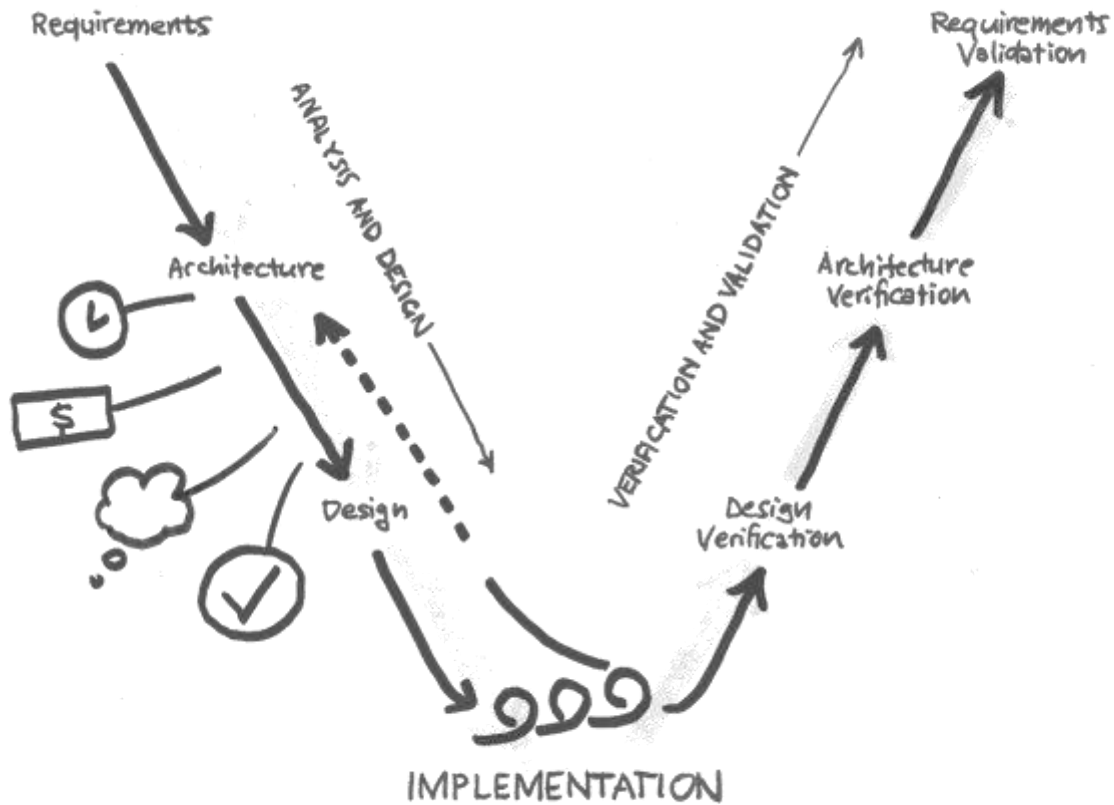 Requirements
Requirements
Validation
ANALYSIS AND DESIGN
VERIFICATION AND VALIDATION
Architecture
Architecture
Verification
$
Design
Design
Verification
IMPLEMENTATION